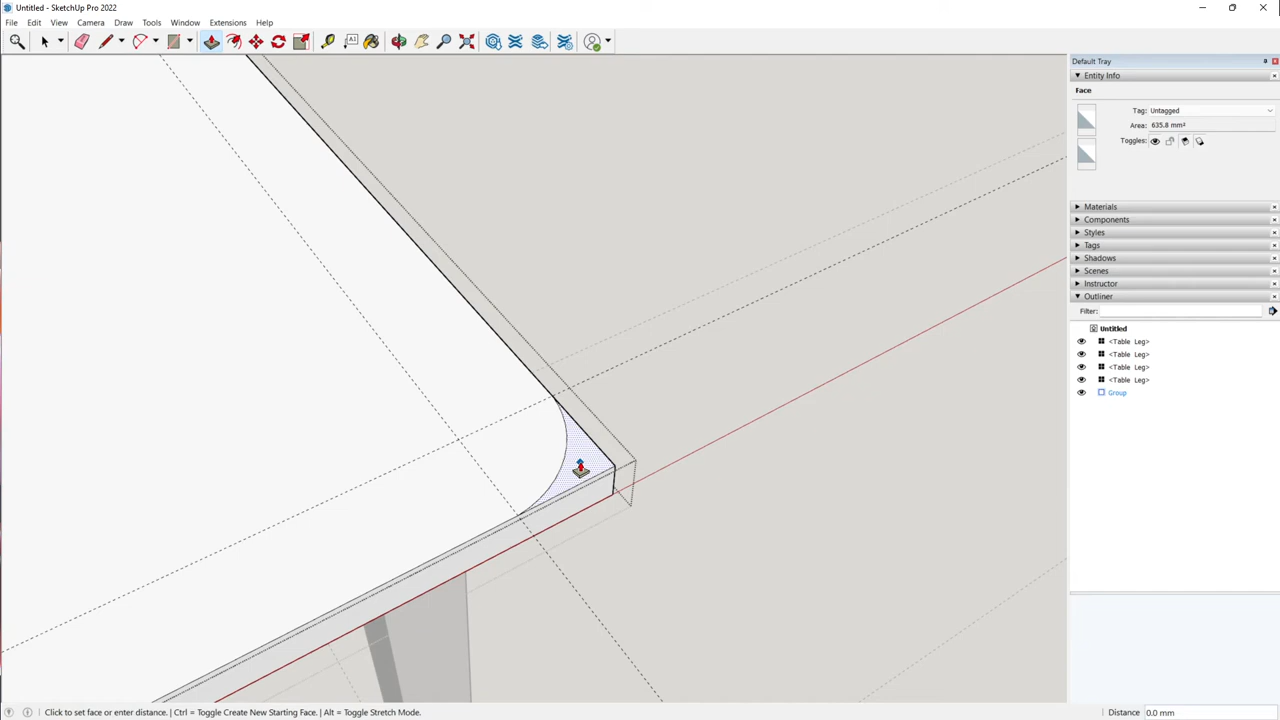 Untitled - SketchUp Pro 2022
File Edit View Camera Draw Tools Window Extensions Help
Default Tray
Entity Info
Face
Tag: Untagged
Area: 635.8 mm²
Toggles:
Materials
Components
Styles
Tags
Shadows
Scenes
Instructor
Outliner
Filter:
Untitled
<Table Leg>
<Table Leg>
<Table Leg>
<Table Leg>
Group
Click to set face or enter distance. | Ctrl = Toggle Create New Starting Face. | Alt = Toggle Stretch Mode.
Distance 0.0 mm